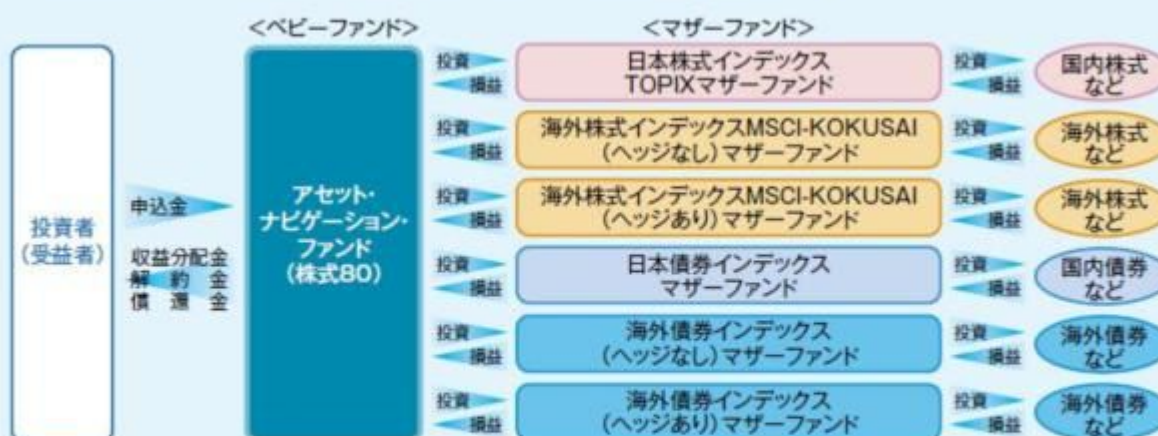 <ベビーファンド>
<マザーファンド>
投資者
(受益者)
申込金
収益分配金
解約金
償還金
アセット・
ナビゲーション・
ファンド
(株式80)
投資
損益
日本株式インデックス
TOPIXマザーファンド
投資
損益
国内株式
など
投資
損益
海外株式インデックスMSCI-KOKUSAI
(ヘッジなし)マザーファンド
投資
損益
海外株式
など
投資
損益
海外株式インデックスMSCI-KOKUSAI
(ヘッジあり)マザーファンド
投資
損益
海外株式
など
投資
損益
日本債券インデックス
マザーファンド
投資
損益
国内債券
など
投資
損益
海外債券インデックス
(ヘッジなし)マザーファンド
投資
損益
海外債券
など
投資
損益
海外債券インデックス
(ヘッジあり)マザーファンド
投資
損益
海外債券
など